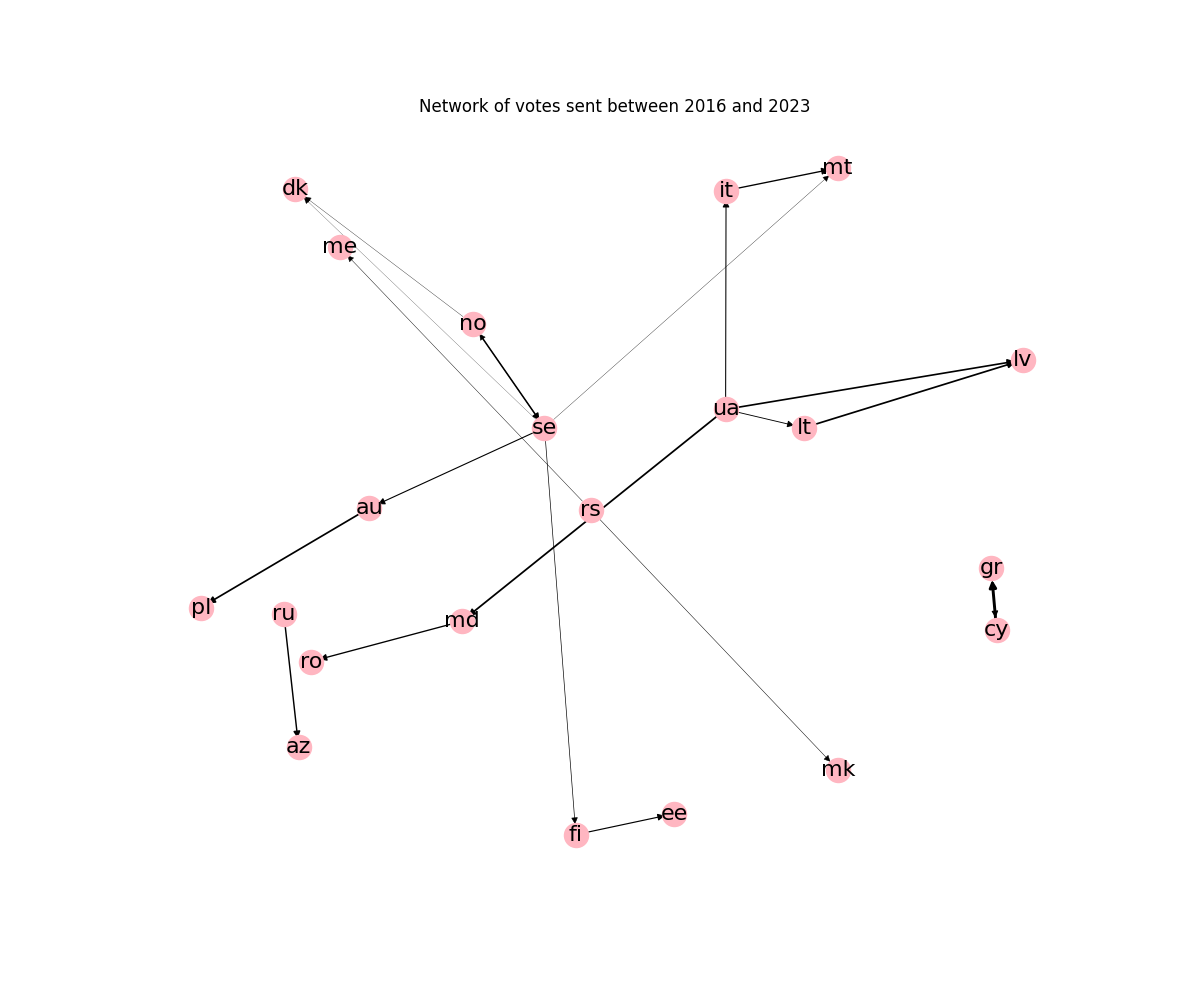 Network of votes sent between 2016 and 2023
mt
dk
it
me
no
lv
ua
se
lt
au
rs
gr
pl
ru
md
cy
ro
az
mk
ee
fi